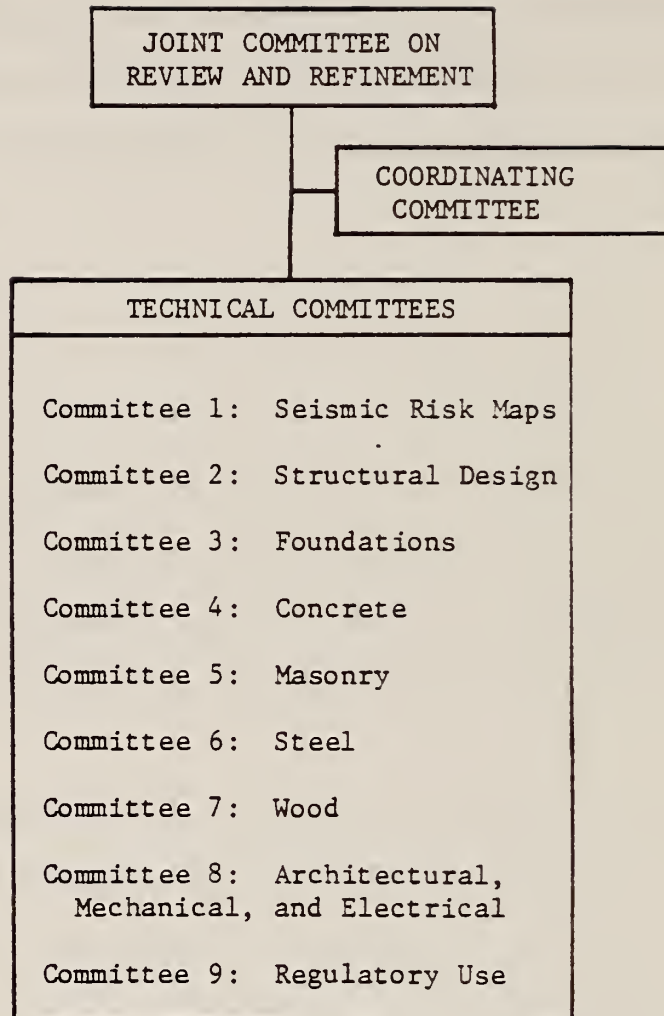 JOINT COMMITTEE ON
REVIEW AND REFINEMENT
COORDINATING
COMMITTEE
TECHNICAL COMMITTEES
Committee 1: Seismic Risk Maps
Committee 2: Structural Design
Committee 3: Foundations
Committee 4: Concrete
Committee 5: Masonry
Committee 6: Steel
Committee 7: Wood
Committee 8: Architectural,
Mechanical, and Electrical
Committee 9: Regulatory Use